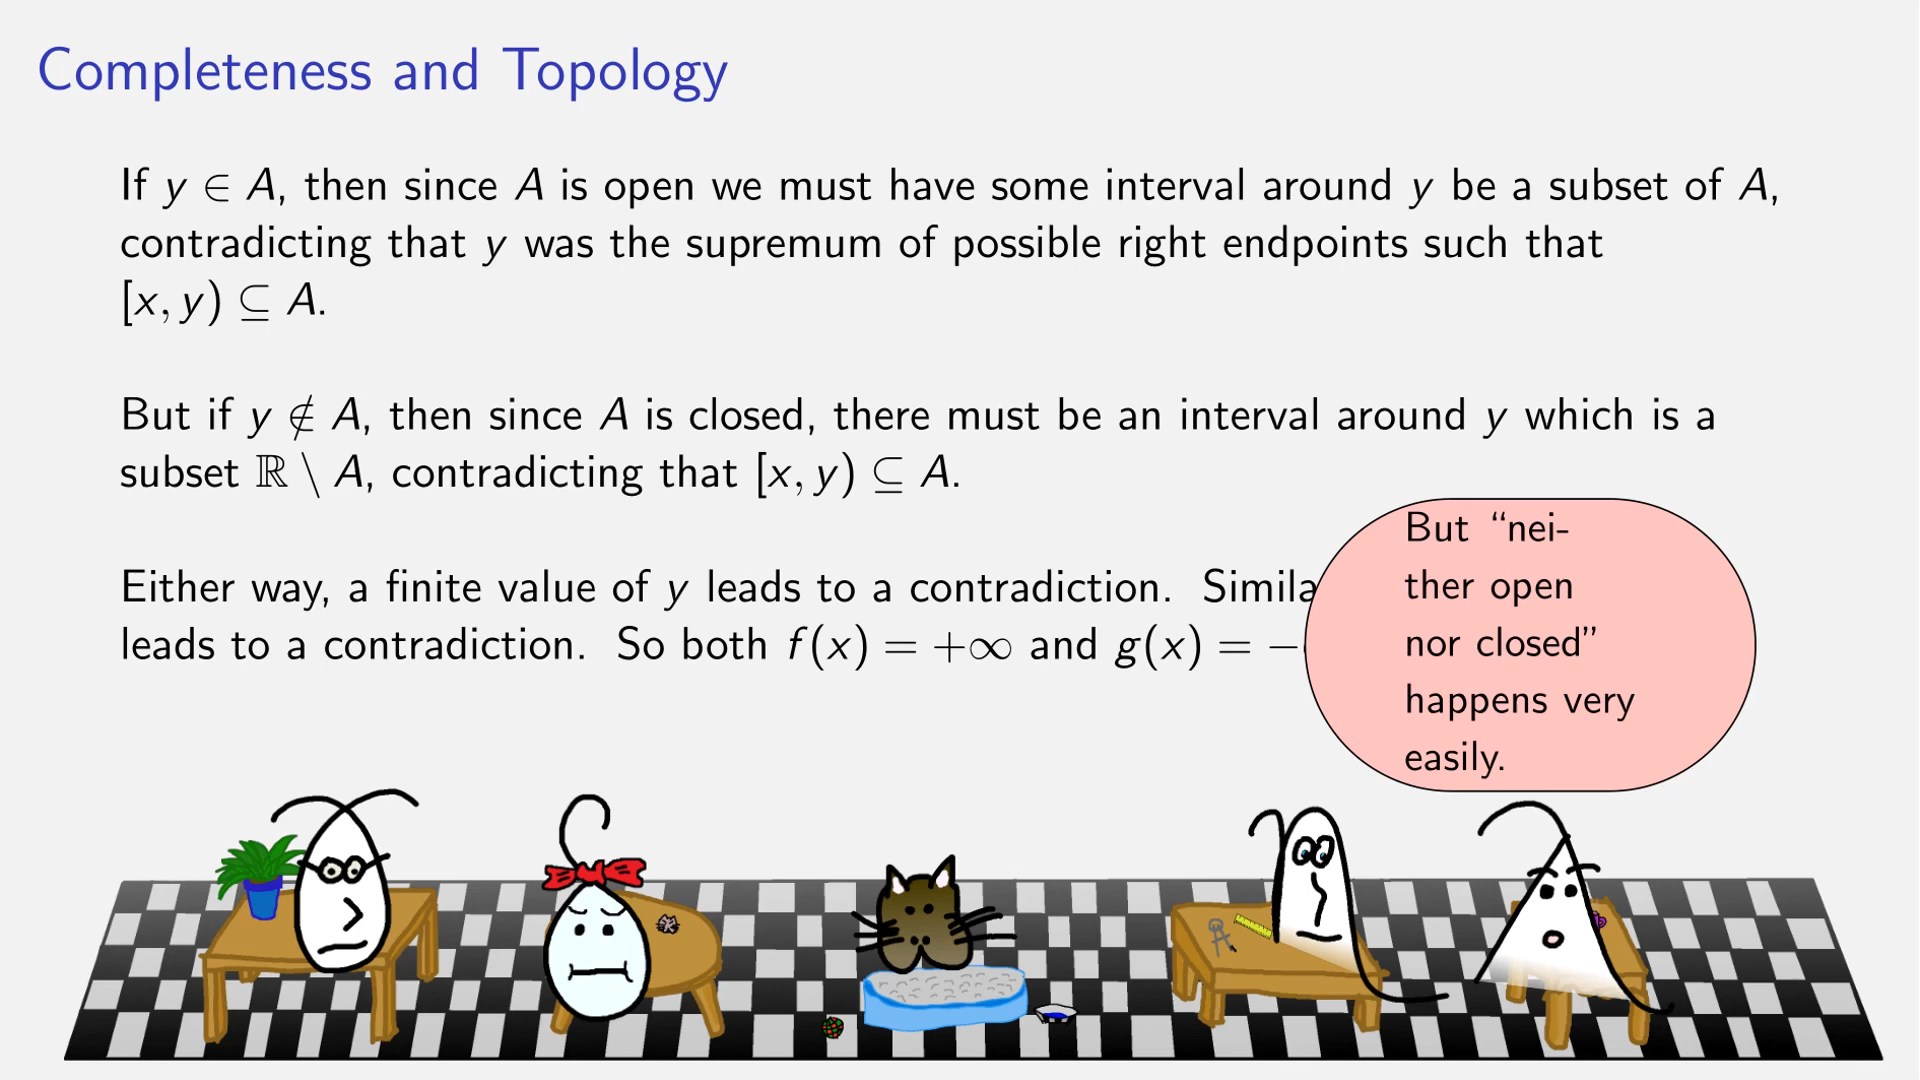 Completeness and Topology
If y ∈ A, then since A is open we must have some interval around y be a subset of A,
contradicting that y was the supremum of possible right endpoints such that
[x, y) ⊆ A.
But if y ∉ A, then since A is closed, there must be an interval around y which is a
subset ℝ \ A, contradicting that [x, y) ⊆ A.
Either way, a finite value of y leads to a contradiction. Simila
leads to a contradiction. So both f(x) = +∞ and g(x) = −
But “nei-
ther open
nor closed”
happens very
easily.